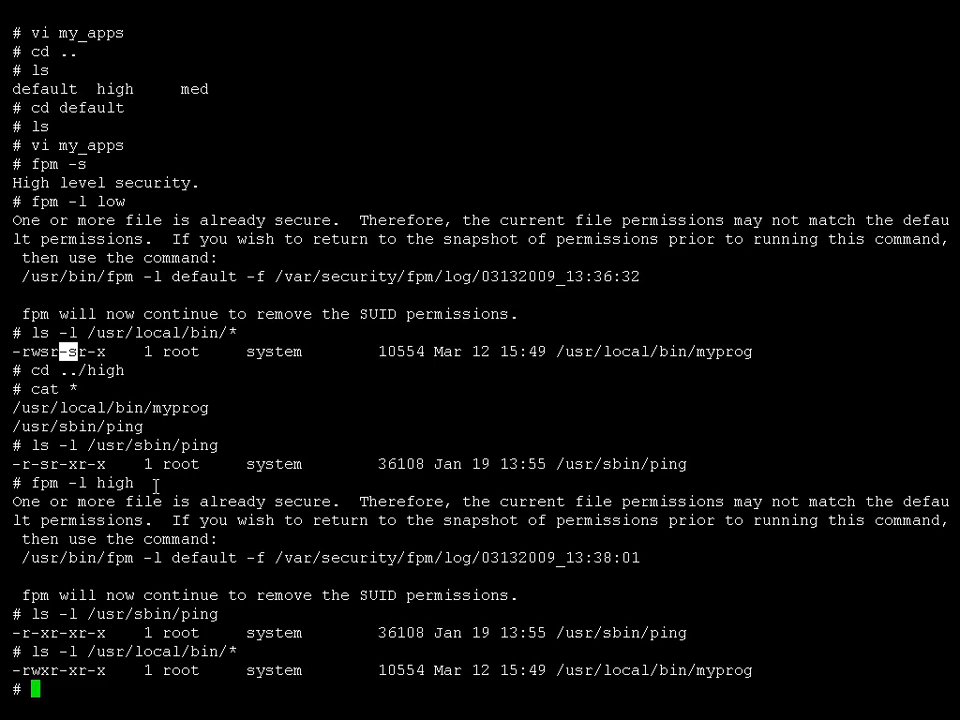 # vi my_apps
# cd ..
# ls
default  high     med
# cd default
# ls
# vi my_apps
# fpm -s
High level security.
# fpm -l low
One or more file is already secure.  Therefore, the current file permissions may not match the defau
lt permissions.  If you wish to return to the snapshot of permissions prior to running this command,
 then use the command:
 /usr/bin/fpm -l default -f /var/security/fpm/log/03132009_13:36:32

 fpm will now continue to remove the SUID permissions.
# ls -l /usr/local/bin/*
-rwsr-sr-x    1 root     system        10554 Mar 12 15:49 /usr/local/bin/myprog
# cd ../high
# cat *
/usr/local/bin/myprog
/usr/sbin/ping
# ls -l /usr/sbin/ping
-r-sr-xr-x    1 root     system        36108 Jan 19 13:55 /usr/sbin/ping
# fpm -l high
One or more file is already secure.  Therefore, the current file permissions may not match the defau
lt permissions.  If you wish to return to the snapshot of permissions prior to running this command,
 then use the command:
 /usr/bin/fpm -l default -f /var/security/fpm/log/03132009_13:38:01

 fpm will now continue to remove the SUID permissions.
# ls -l /usr/sbin/ping
-r-xr-xr-x    1 root     system        36108 Jan 19 13:55 /usr/sbin/ping
# ls -l /usr/local/bin/*
-rwxr-xr-x    1 root     system        10554 Mar 12 15:49 /usr/local/bin/myprog
#